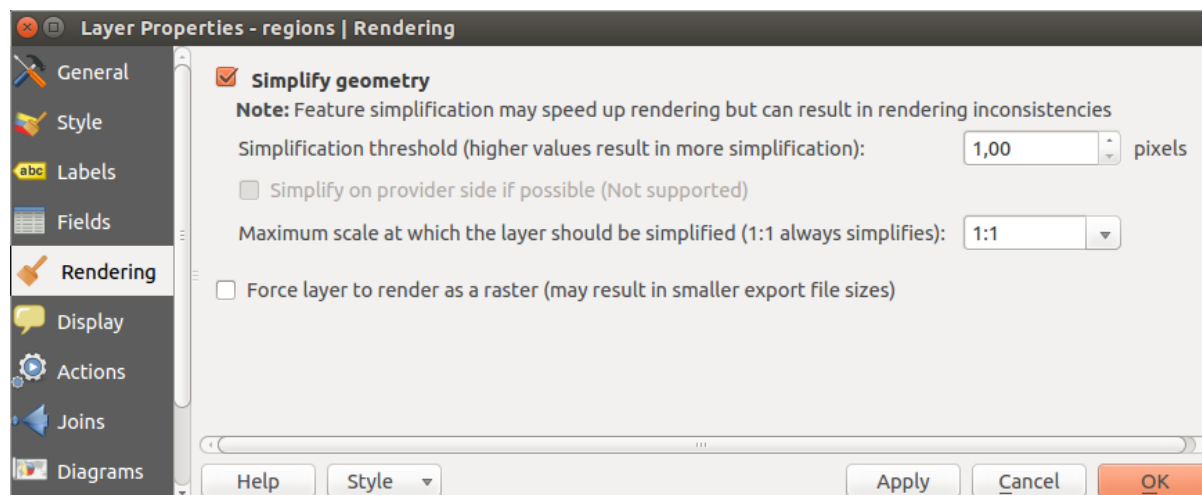 Layer Properties - regions | Rendering
General
Style
abc Labels
Fields
Rendering
Display
Actions
Joins
Diagrams
Simplify geometry
Note: Feature simplification may speed up rendering but can result in rendering inconsistencies
Simplification threshold (higher values result in more simplification): 1,00 pixels
Simplify on provider side if possible (Not supported)
Maximum scale at which the layer should be simplified (1:1 always simplifies): 1:1
Force layer to render as a raster (may result in smaller export file sizes)
Help Style Apply Cancel OK